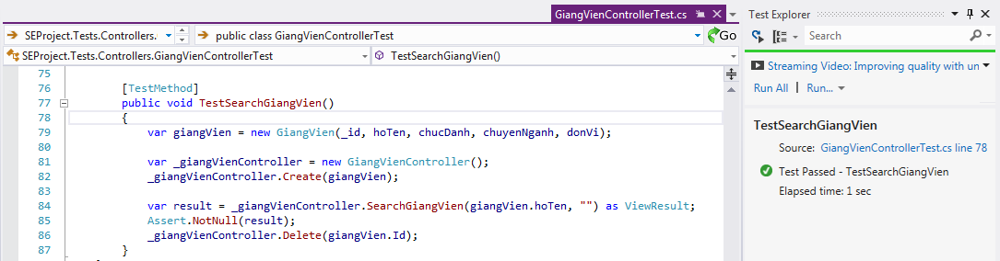 GiangVienControllerTest.cs
SEProject.Tests.Controllers.
public class GiangVienControllerTest
Go
SEProject.Tests.Controllers.GiangVienControllerTest
TestSearchGiangVien()
75
76 [TestMethod]
77 public void TestSearchGiangVien()
78 {
79 var giangVien = new GiangVien(_id, hoTen, chucDanh, chuyenNganh, donVi);
80
81 var _giangVienController = new GiangVienController();
82 _giangVienController.Create(giangVien);
83
84 var result = _giangVienController.SearchGiangVien(giangVien.hoTen, "") as ViewResult;
85 Assert.NotNull(result);
86 _giangVienController.Delete(giangVien.Id);
87 }
Test Explorer
Search
Streaming Video: Improving quality with un
Run All | Run...
TestSearchGiangVien
Source: GiangVienControllerTest.cs line 78
Test Passed - TestSearchGiangVien
Elapsed time: 1 sec